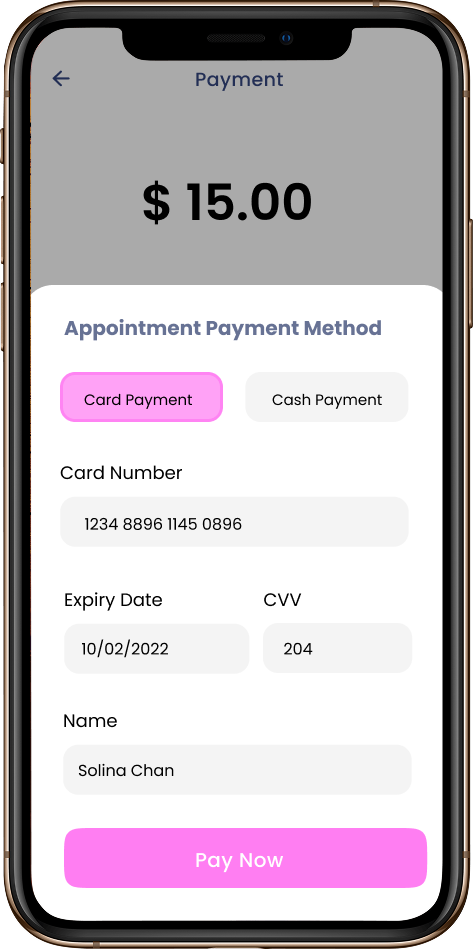 Payment
$ 15.00
Appointment Payment Method
Card Payment
Cash Payment
Card Number
1234 8896 1145 0896
Expiry Date
CVV
10/02/2022
204
Name
Solina Chan
Pay Now